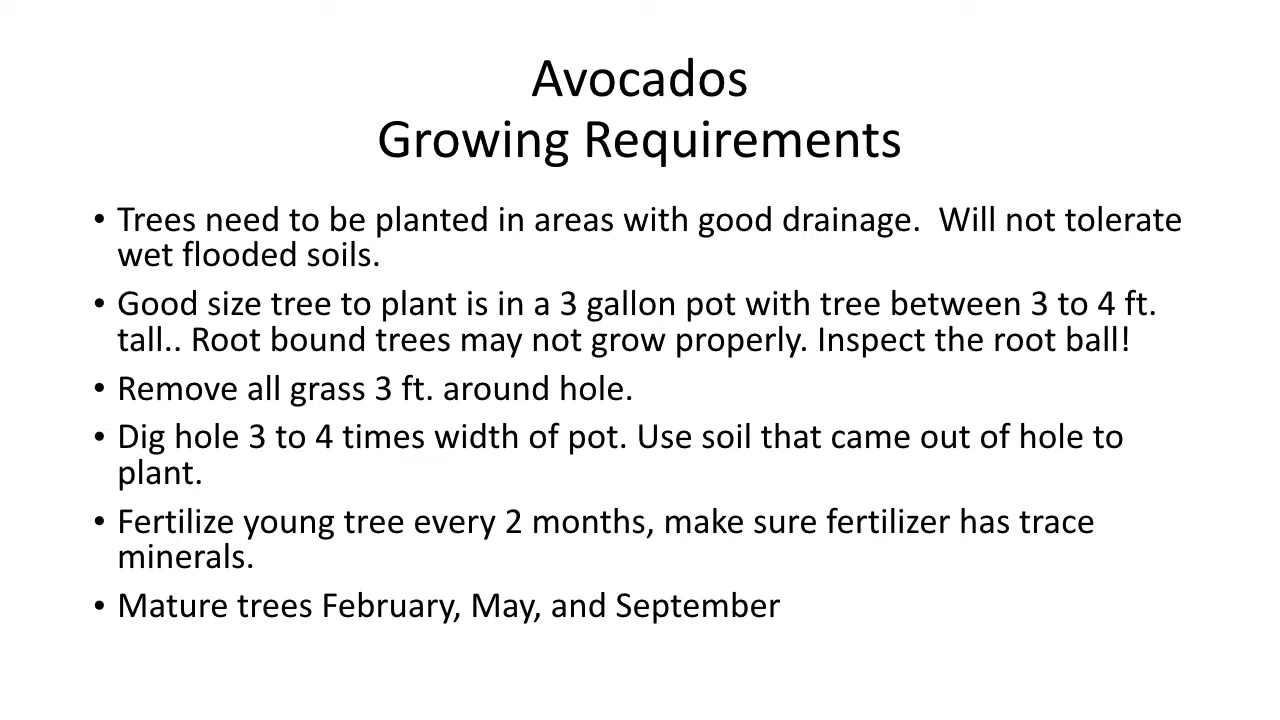 Avocados
Growing Requirements
• Trees need to be planted in areas with good drainage.  Will not tolerate
wet flooded soils.
• Good size tree to plant is in a 3 gallon pot with tree between 3 to 4 ft.
tall.. Root bound trees may not grow properly. Inspect the root ball!
• Remove all grass 3 ft. around hole.
• Dig hole 3 to 4 times width of pot. Use soil that came out of hole to
plant.
• Fertilize young tree every 2 months, make sure fertilizer has trace
minerals.
• Mature trees February, May, and September